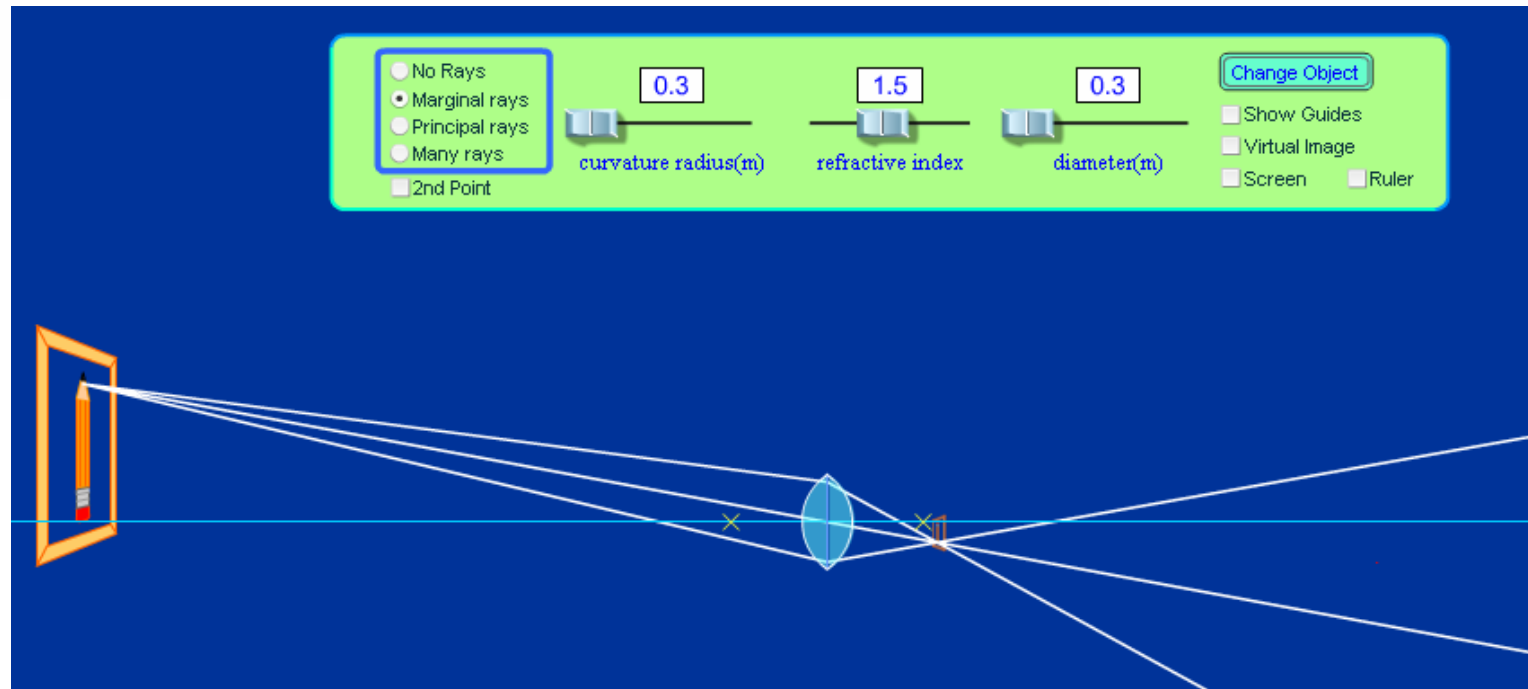 No Rays
Marginal rays
Principal rays
Many rays
2nd Point
0.3
curvature radius(m)
1.5
refractive index
0.3
diameter(m)
Change Object
Show Guides
Virtual Image
Screen
Ruler